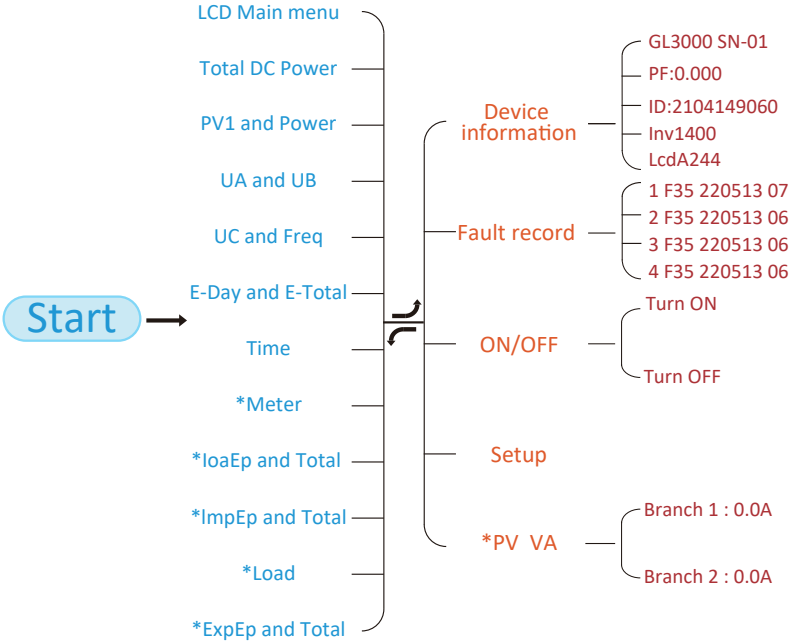 Start
LCD Main menu
Total DC Power
PV1 and Power
UA and UB
UC and Freq
E-Day and E-Total
Time
*Meter
*IoaEp and Total
*ImpEp and Total
*Load
*ExpEp and Total
Device
information
GL3000 SN-01
PF:0.000
ID:2104149060
Inv1400
LcdA244
Fault record
1 F35 220513 07
2 F35 220513 06
3 F35 220513 06
4 F35 220513 06
ON/OFF
Turn ON
Turn OFF
Setup
*PV VA
Branch 1 : 0.0A
Branch 2 : 0.0A